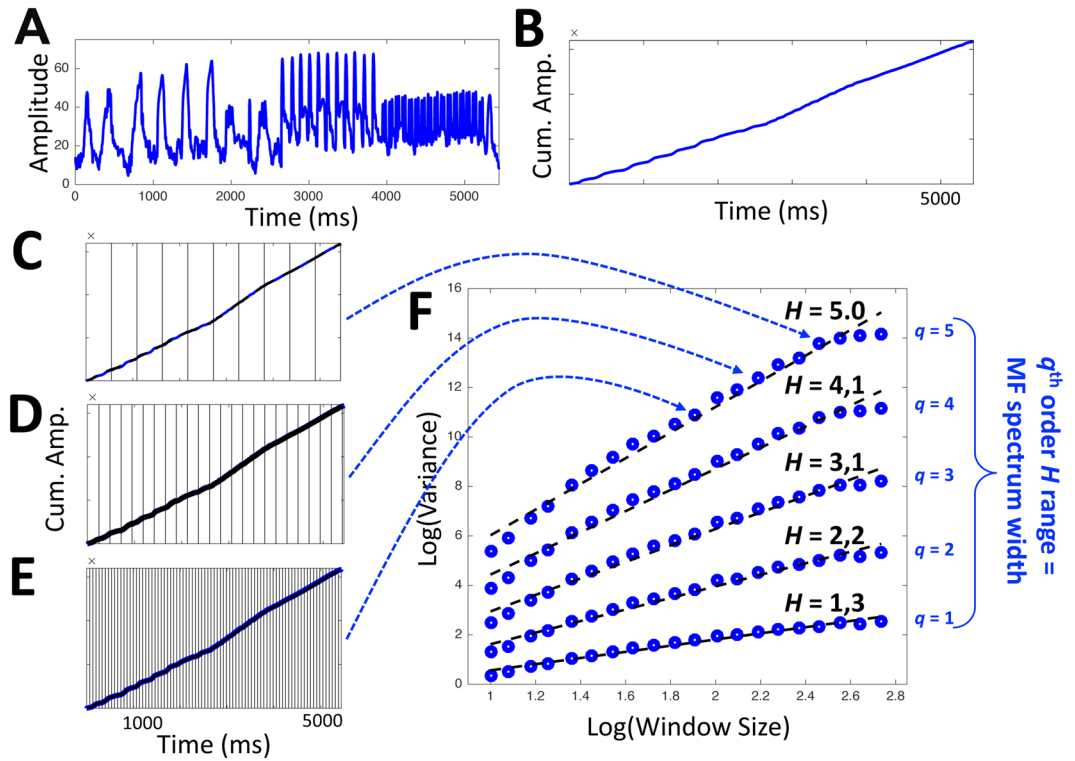 A
Amplitude
60
40
20
0
0
1000
2000
3000
4000
5000
Time (ms)
B
×
Cum. Amp.
5000
Time (ms)
C
×
D
×
Cum. Amp.
E
×
1000
5000
Time (ms)
F
Log(Variance)
16
14
12
10
8
6
4
2
0
1
1.2
1.4
1.6
1.8
2
2.2
2.4
2.6
2.8
Log(Window Size)
H = 5.0
H = 4,1
H = 3,1
H = 2,2
H = 1,3
q = 5
q = 4
q = 3
q = 2
q = 1
qth order H range =
MF spectrum width